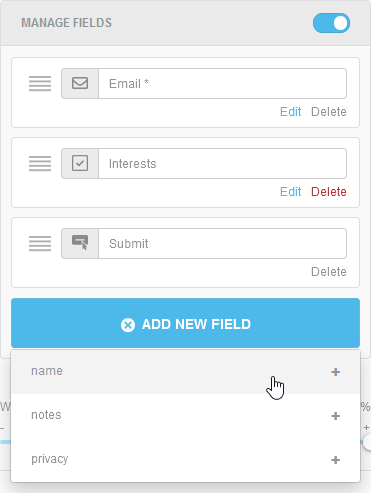 MANAGE FIELDS
Email *
Edit Delete
Interests
Edit Delete
Submit
Delete
ADD NEW FIELD
name +
notes +
privacy +
W %
- +